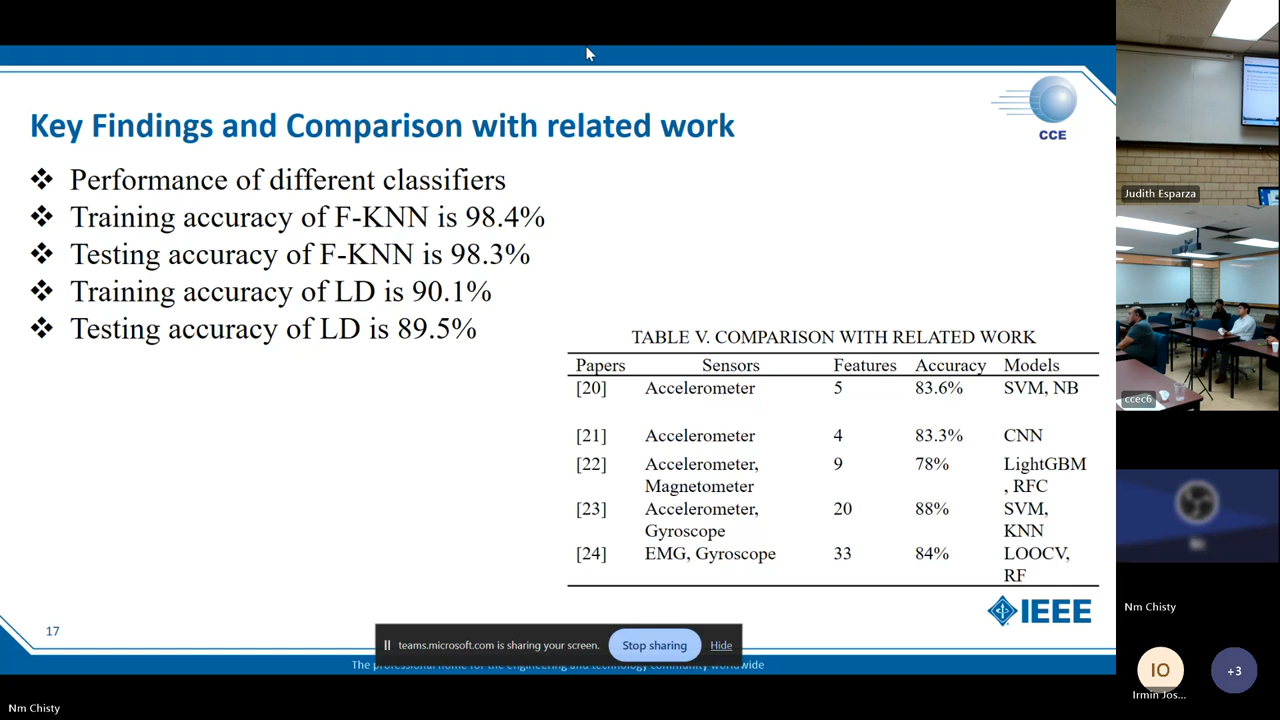 Key Findings and Comparison with related work
CCE
❖ Performance of different classifiers
❖ Training accuracy of F-KNN is 98.4%
❖ Testing accuracy of F-KNN is 98.3%
❖ Training accuracy of LD is 90.1%
❖ Testing accuracy of LD is 89.5%
TABLE V. COMPARISON WITH RELATED WORK
Papers Sensors Features Accuracy Models
[20] Accelerometer 5 83.6% SVM, NB
[21] Accelerometer 4 83.3% CNN
[22] Accelerometer, 9 78% LightGBM
Magnetometer , RFC
[23] Accelerometer, 20 88% SVM,
Gyroscope KNN
[24] EMG, Gyroscope 33 84% LOOCV,
RF
IEEE
17
teams.microsoft.com is sharing your screen. Stop sharing Hide
The professional home for the engineering and technology community worldwide
Nm Chisty
Judith Esparza
ccec6
Nm Chisty
IO
Irmin Jos...
+3